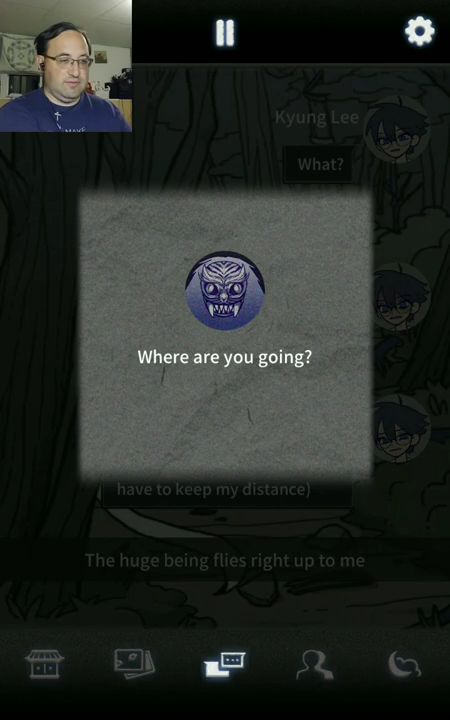 MAKE
Kyung Lee
What?
Where are you going?
have to keep my distance)
The huge being flies right up to me